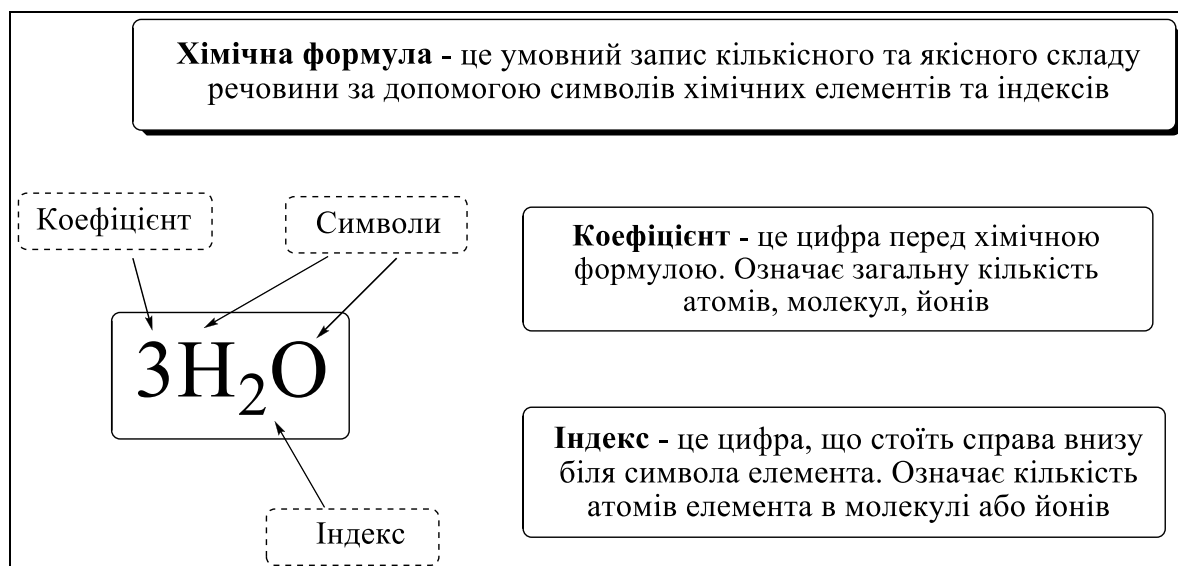 Хімічна формула - це умовний запис кількісного та якісного складу
речовини за допомогою символів хімічних елементів та індексів
Коефіцієнт
Символи
3H₂O
Індекс
Коефіцієнт - це цифра перед хімічною
формулою. Означає загальну кількість
атомів, молекул, йонів
Індекс - це цифра, що стоїть справа внизу
біля символа елемента. Означає кількість
атомів елемента в молекулі або йонів